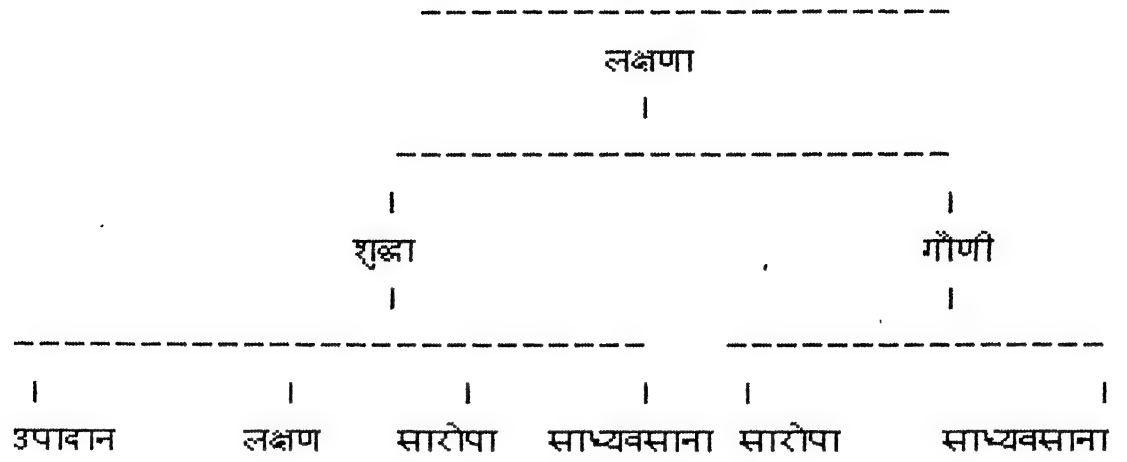 लक्षणा
शुद्धा गौणी
उपादान लक्षण सारोपा साध्यवसाना सारोपा साध्यवसाना